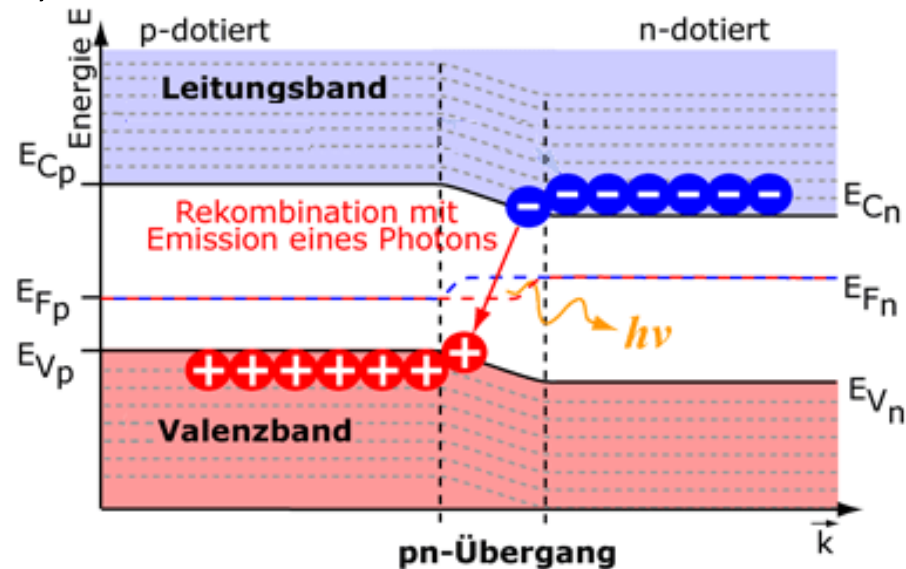 p-dotiert
n-dotiert
Energie E
Leitungsband
E_Cp
E_Cn
Rekombination mit
Emission eines Photons
E_Fp
E_Fn
hν
E_Vp
E_Vn
Valenzband
k⃗
pn-Übergang